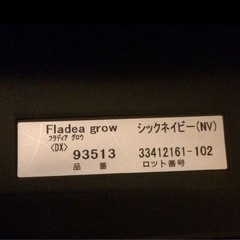 Fladea grow シックネイビー(NV)
フラディア グロウ
〈DX〉 93513 33412161-102
品番 ロット番号